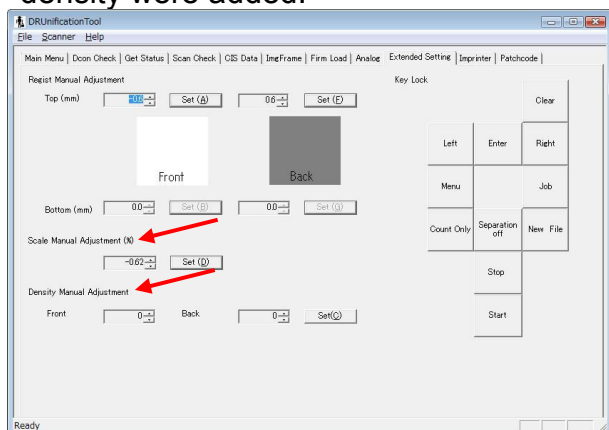 density were added.
DRUnificationTool
File Scanner Help
Main Menu Dcon Check Get Status Scan Check CIS Data ImgFrame Firm Load Analog Extended Setting Imprinter Patchcode
Regist Manual Adjustment
Key Lock
Top (mm) -0.6 Set (A) 0.6 Set (F)
Clear
Left Enter Right
Front Back
Menu Job
Bottom (mm) 0.0 Set (B) 0.0 Set (G)
Count Only Separation off New File
Scale Manual Adjustment (%)
-0.62 Set (D)
Stop
Density Manual Adjustment
Front 0 Back 0 Set(C)
Start
Ready